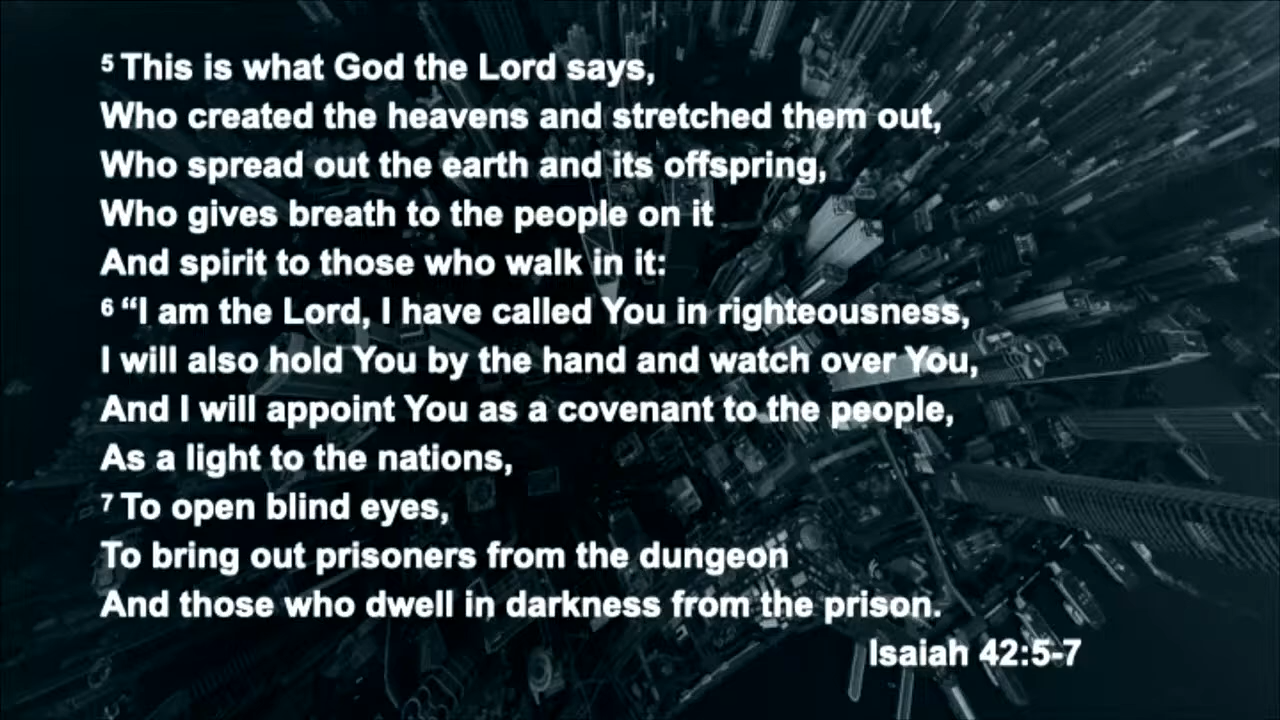 5 This is what God the Lord says,
Who created the heavens and stretched them out,
Who spread out the earth and its offspring,
Who gives breath to the people on it
And spirit to those who walk in it:
6 “I am the Lord, I have called You in righteousness,
I will also hold You by the hand and watch over You,
And I will appoint You as a covenant to the people,
As a light to the nations,
7 To open blind eyes,
To bring out prisoners from the dungeon
And those who dwell in darkness from the prison.
Isaiah 42:5-7